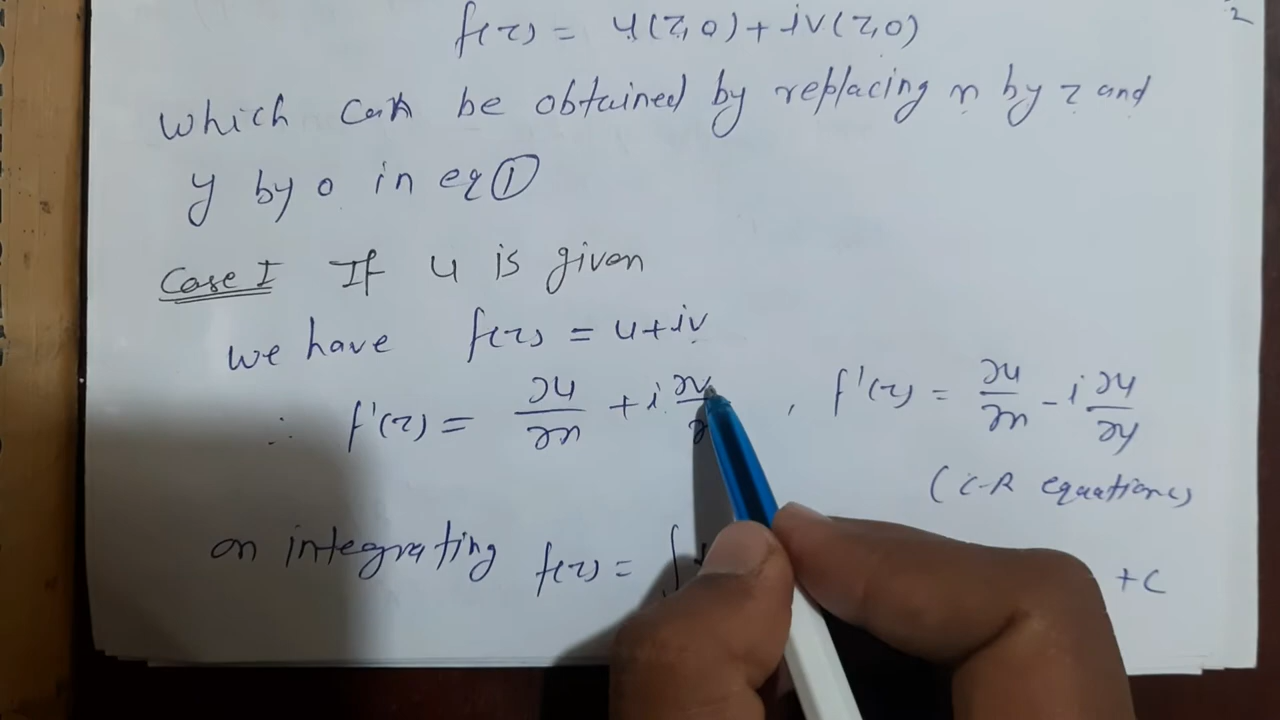 f(z) = u(z,0) + iv(z,0)
which can be obtained by replacing x by z and
y by 0 in eq ①
Case I If u is given
we have f(z) = u+iv
∴ f'(z) = ∂u/∂x + i ∂v/ , f'(z) = ∂u/∂x - i ∂u/∂y
(C-R equations)
on integrating f(z) = ∫ +c